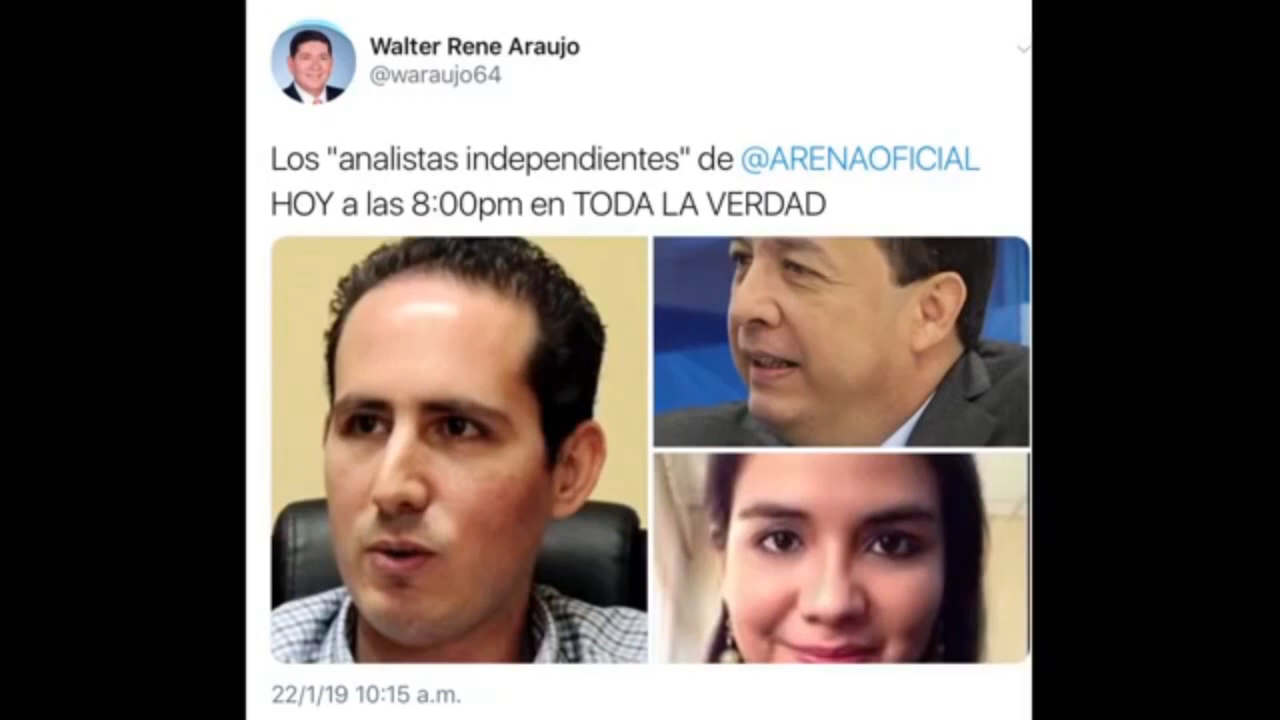 Walter Rene Araujo
@waraujo64
Los "analistas independientes" de @ARENAOFICIAL
HOY a las 8:00pm en TODA LA VERDAD
22/1/19 10:15 a.m.